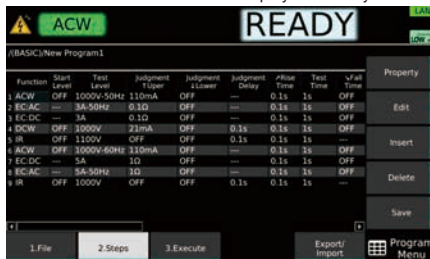 ACW READY LAN
LOW
/(BASIC)/New Program1
Function Start Level Test Level Judgment ↑Uper Judgment ↓Lower Judgment Delay ↗Rise Time Test Time ↘Fall Time
1 ACW OFF 1000V-50Hz 110mA OFF --- 0.1s 1s OFF
2 EC:AC --- 3A-50Hz 0.1Ω OFF --- 0.1s 1s OFF
3 EC:DC --- 3A 0.1Ω OFF --- 0.1s 1s OFF
4 DCW OFF 1000V 21mA OFF 0.1s 0.1s 1s OFF
5 IR OFF 1100V OFF OFF 0.1s 0.1s 1s ---
6 ACW OFF 1000V-60Hz 110mA OFF --- 0.1s 1s OFF
7 EC:DC --- 5A 1Ω OFF --- 0.1s 1s OFF
8 EC:AC --- 5A-50Hz 1Ω OFF --- 0.1s 1s OFF
9 IR OFF 1000V OFF OFF 0.1s 0.1s 1s ---
Property
Edit
Insert
Delete
Save
1.File 2.Steps 3.Execute Export/ Import Program Menu